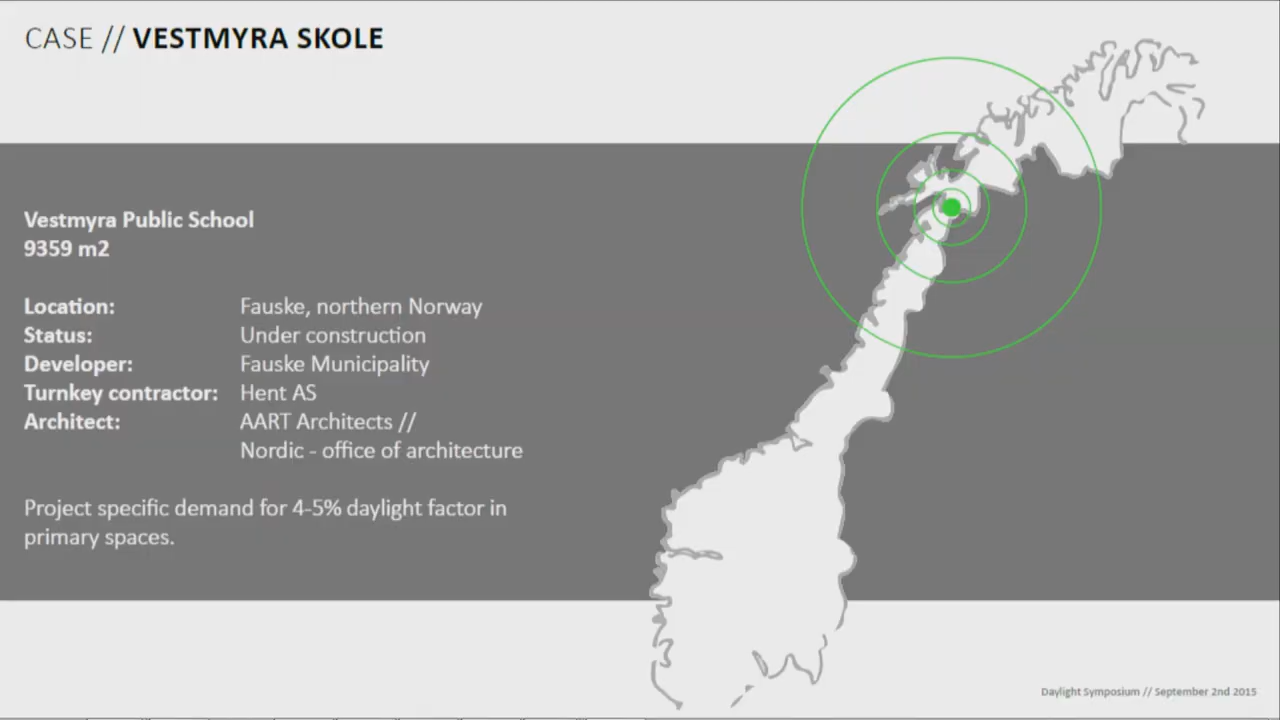 CASE // VESTMYRA SKOLE
Vestmyra Public School
9359 m2
Location: Fauske, northern Norway
Status: Under construction
Developer: Fauske Municipality
Turnkey contractor: Hent AS
Architect: AART Architects //
Nordic - office of architecture
Project specific demand for 4-5% daylight factor in
primary spaces.
Daylight Symposium // September 2nd 2015